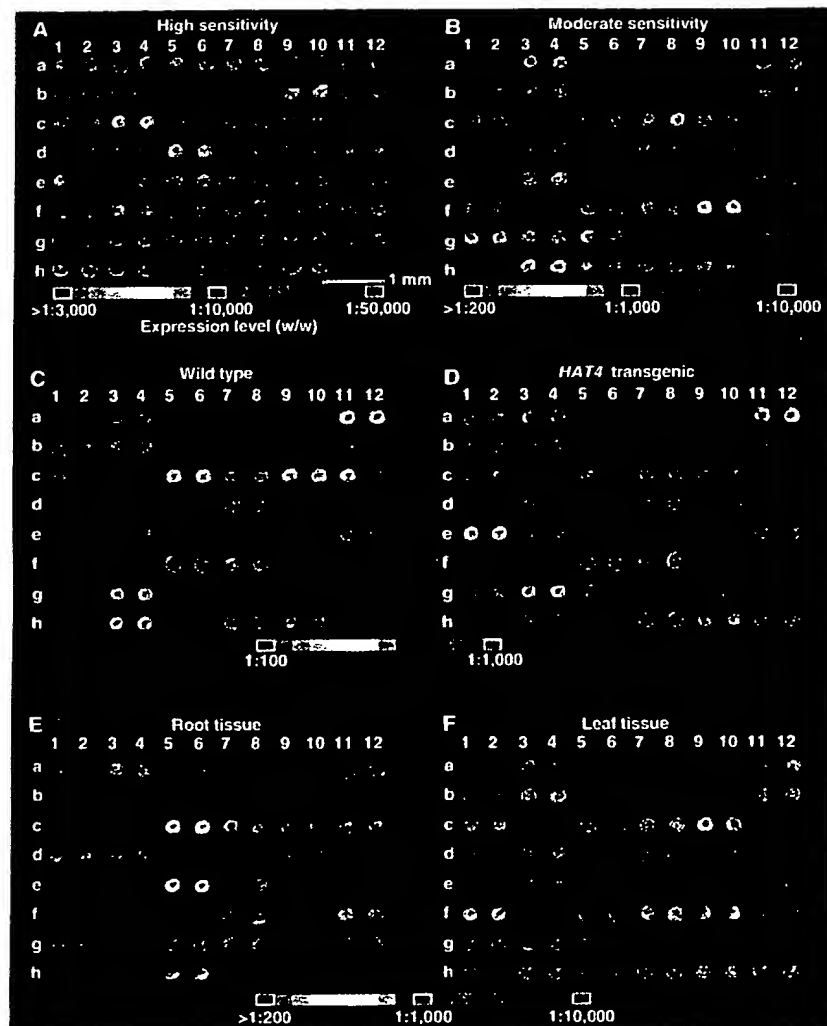 A High sensitivity
1 2 3 4 5 6 7 8 9 10 11 12
a
b
c
d
e
f
g
h
1 mm
>1:3,000 1:10,000 1:50,000
Expression level (w/w)
B Moderate sensitivity
1 2 3 4 5 6 7 8 9 10 11 12
a
b
c
d
e
f
g
h
>1:200 1:1,000 1:10,000
C Wild type
1 2 3 4 5 6 7 8 9 10 11 12
a
b
c
d
e
f
g
h
D HAT4 transgenic
1 2 3 4 5 6 7 8 9 10 11 12
a
b
c
d
e
f
g
h
1:100 1:1,000
E Root tissue
1 2 3 4 5 6 7 8 9 10 11 12
a
b
c
d
e
f
g
h
F Leaf tissue
1 2 3 4 5 6 7 8 9 10 11 12
a
b
c
d
e
f
g
h
>1:200 1:1,000 1:10,000